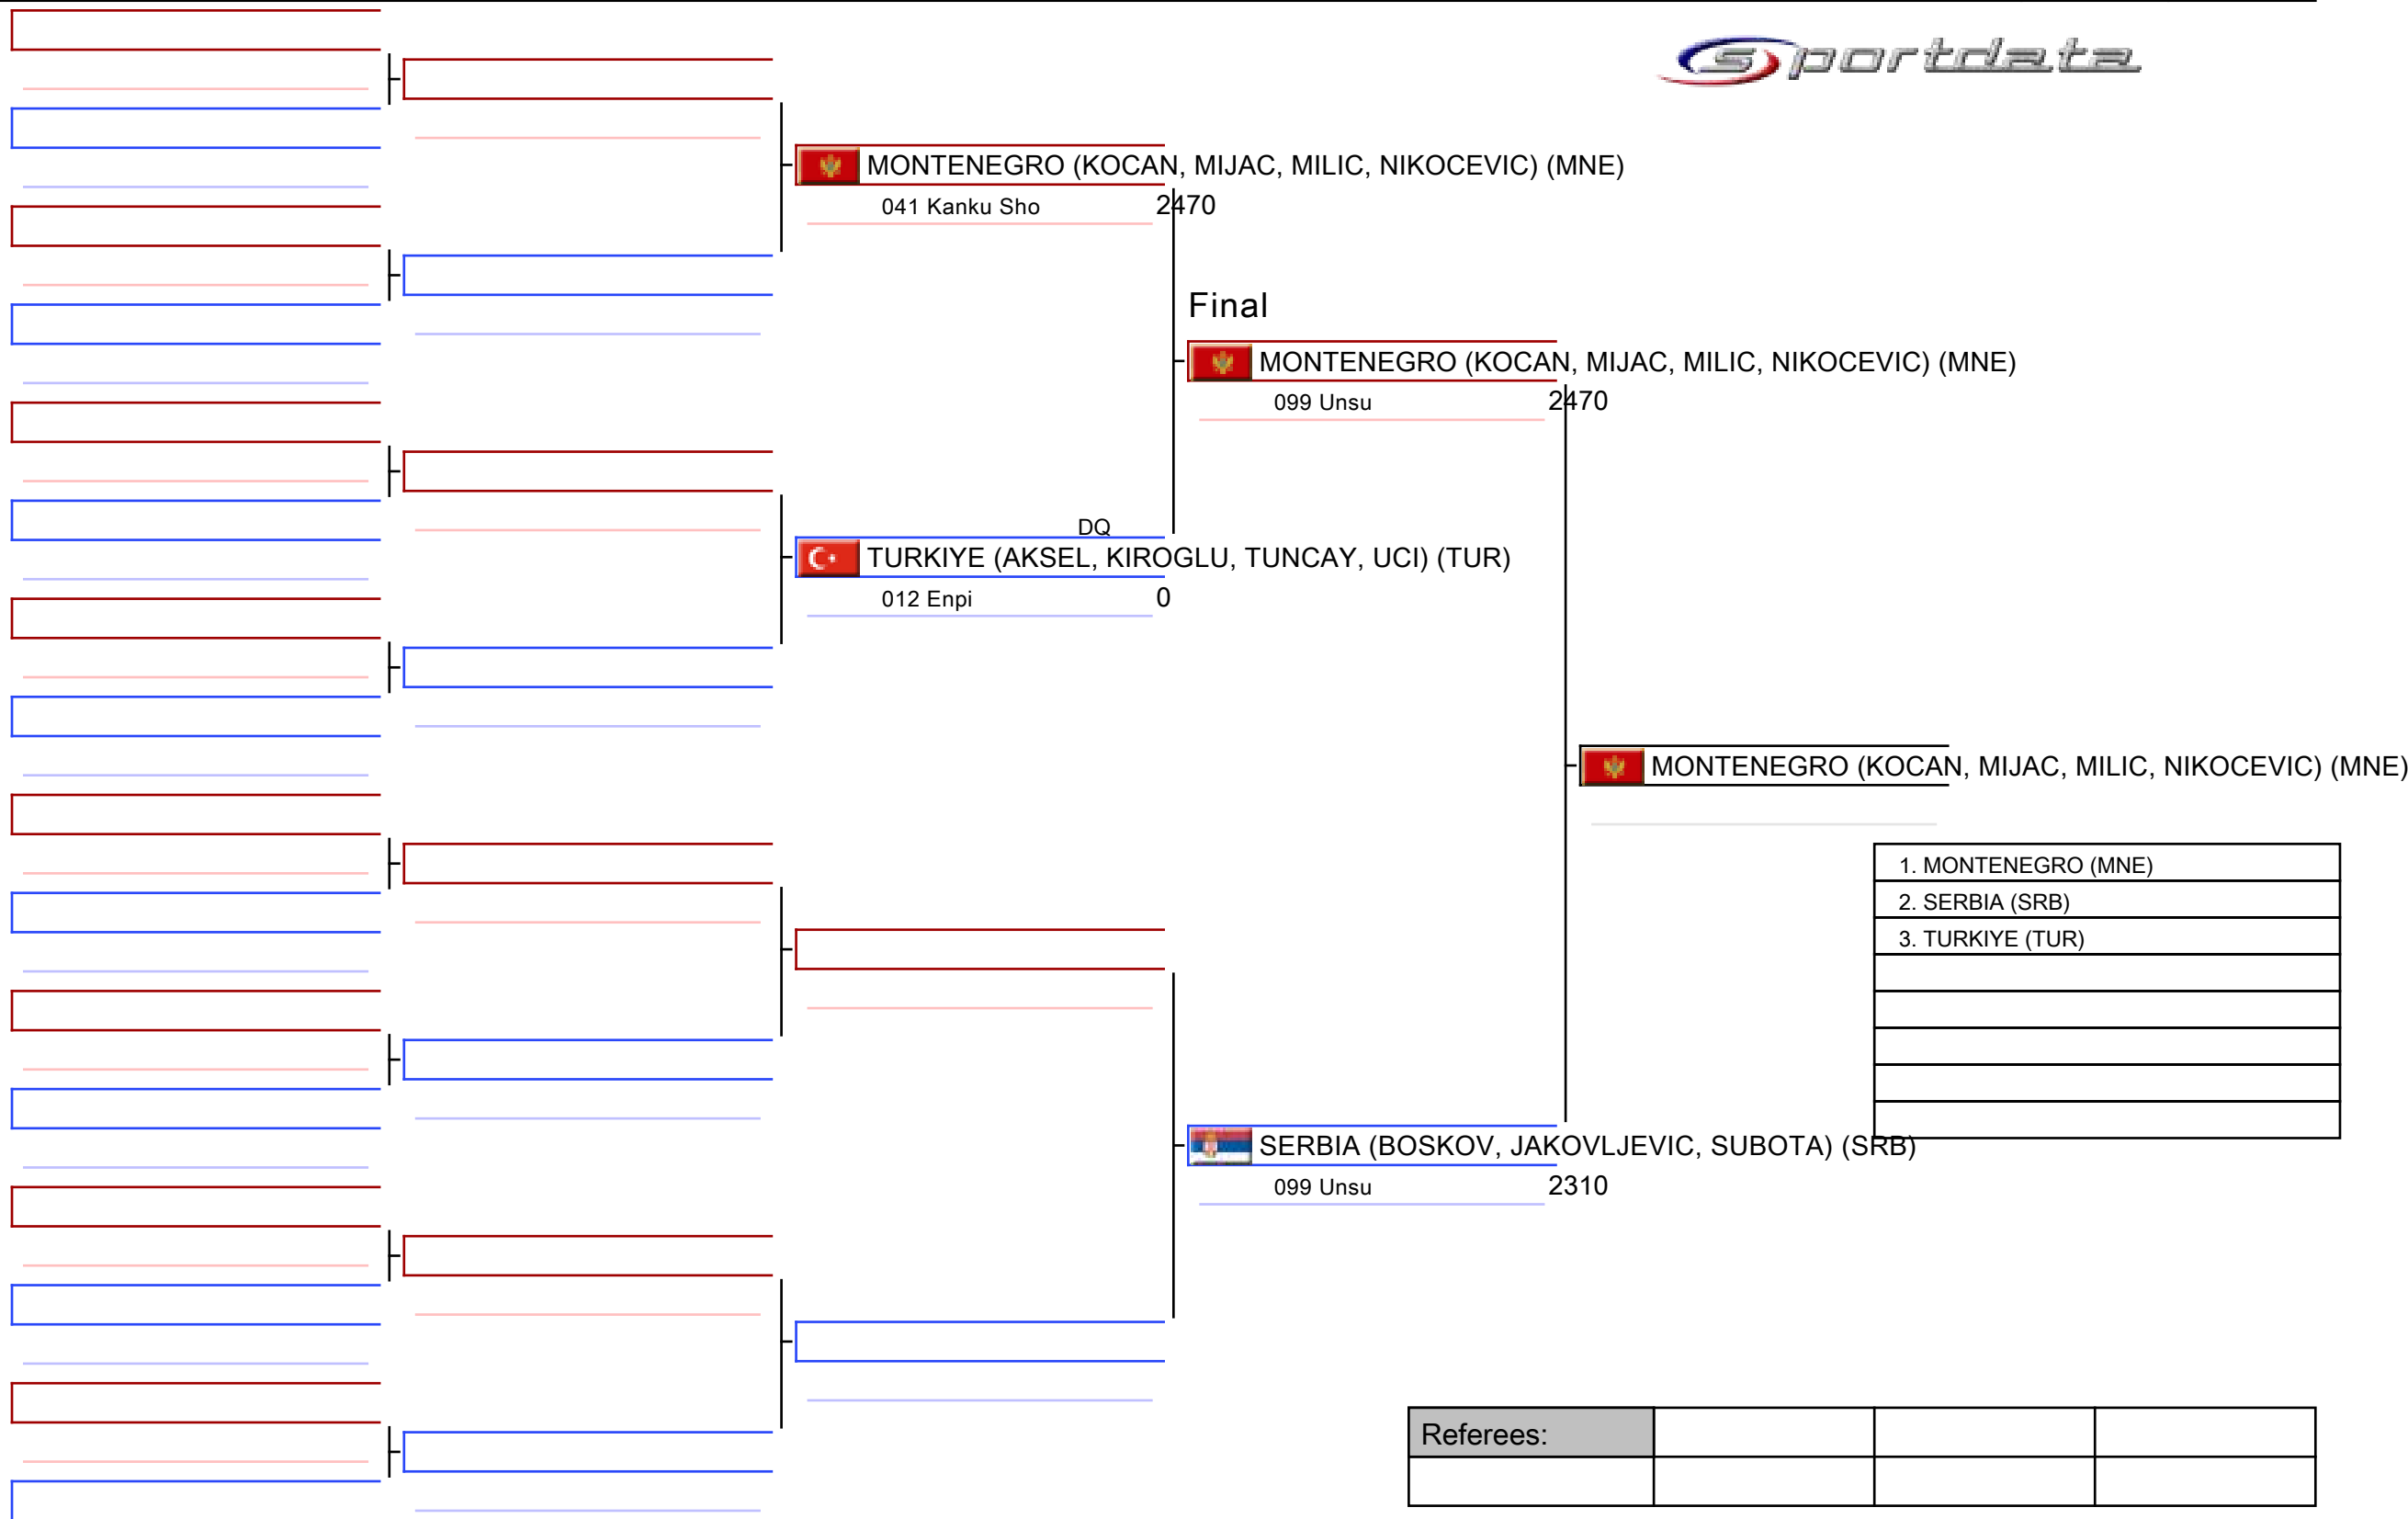 sportdata
MONTENEGRO (KOCAN, MIJAC, MILIC, NIKOCEVIC) (MNE)
041 Kanku Sho 2470
Final
MONTENEGRO (KOCAN, MIJAC, MILIC, NIKOCEVIC) (MNE)
099 Unsu 2470
DQ
TURKIYE (AKSEL, KIROGLU, TUNCAY, UCI) (TUR)
012 Enpi 0
MONTENEGRO (KOCAN, MIJAC, MILIC, NIKOCEVIC) (MNE)
1. MONTENEGRO (MNE)
2. SERBIA (SRB)
3. TURKIYE (TUR)
SERBIA (BOSKOV, JAKOVLJEVIC, SUBOTA) (SRB)
099 Unsu 2310
Referees: